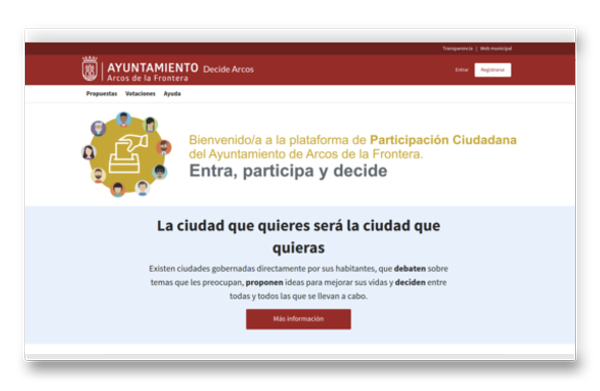 Transparencia | Web municipal
AYUNTAMIENTO Decide Arcos
Arcos de la Frontera
Entrar Registrarse
Propuestas Votaciones Ayuda
Bienvenido/a a la plataforma de Participación Ciudadana
del Ayuntamiento de Arcos de la Frontera.
Entra, participa y decide
La ciudad que quieres será la ciudad que
quieras
Existen ciudades gobernadas directamente por sus habitantes, que debaten sobre
temas que les preocupan, proponen ideas para mejorar sus vidas y deciden entre
todas y todos las que se llevan a cabo.
Más información